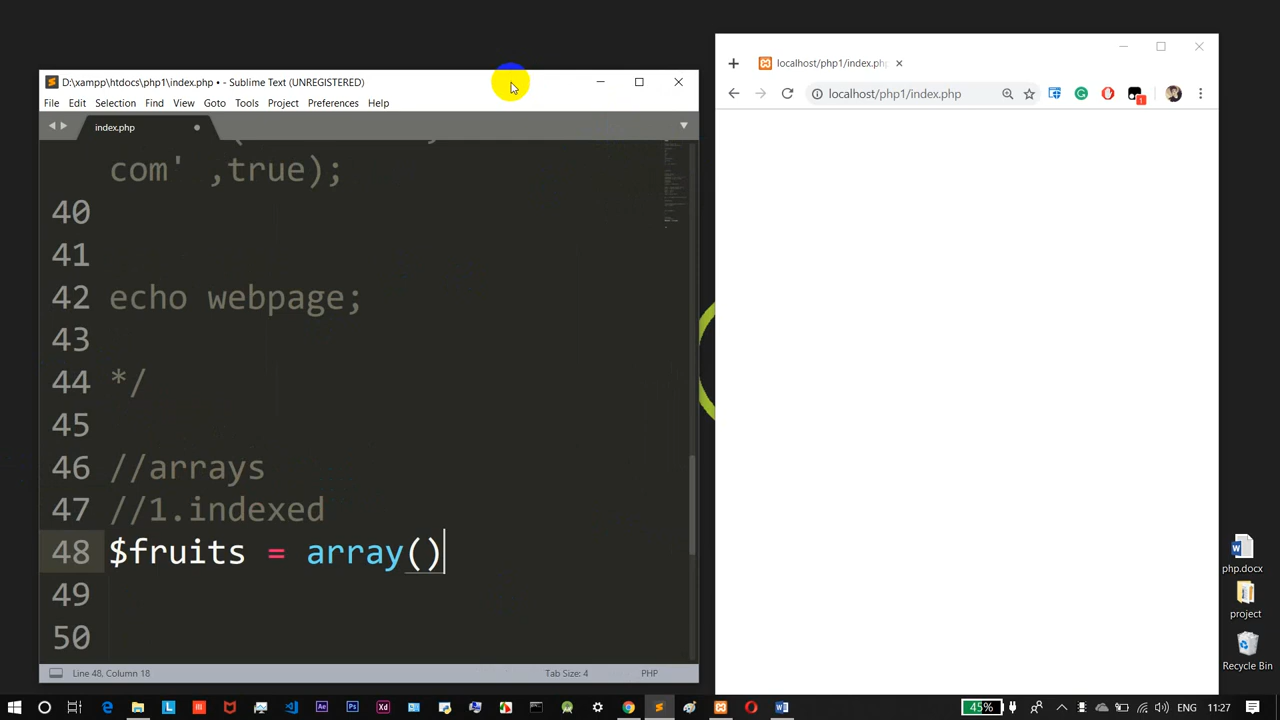 D:\xampp\htdocs\php1\index.php • - Sublime Text (UNREGISTERED)
File Edit Selection Find View Goto Tools Project Preferences Help
index.php
com' ,true);
40
41
42 echo webpage;
43
44 */
45
46 //arrays
47 //1.indexed
48 $fruits = array()
49
50
Line 48, Column 18
Tab Size: 4
PHP
localhost/php1/index.ph
localhost/php1/index.php
1
php.docx
project
Recycle Bin
45%
ENG
11:27